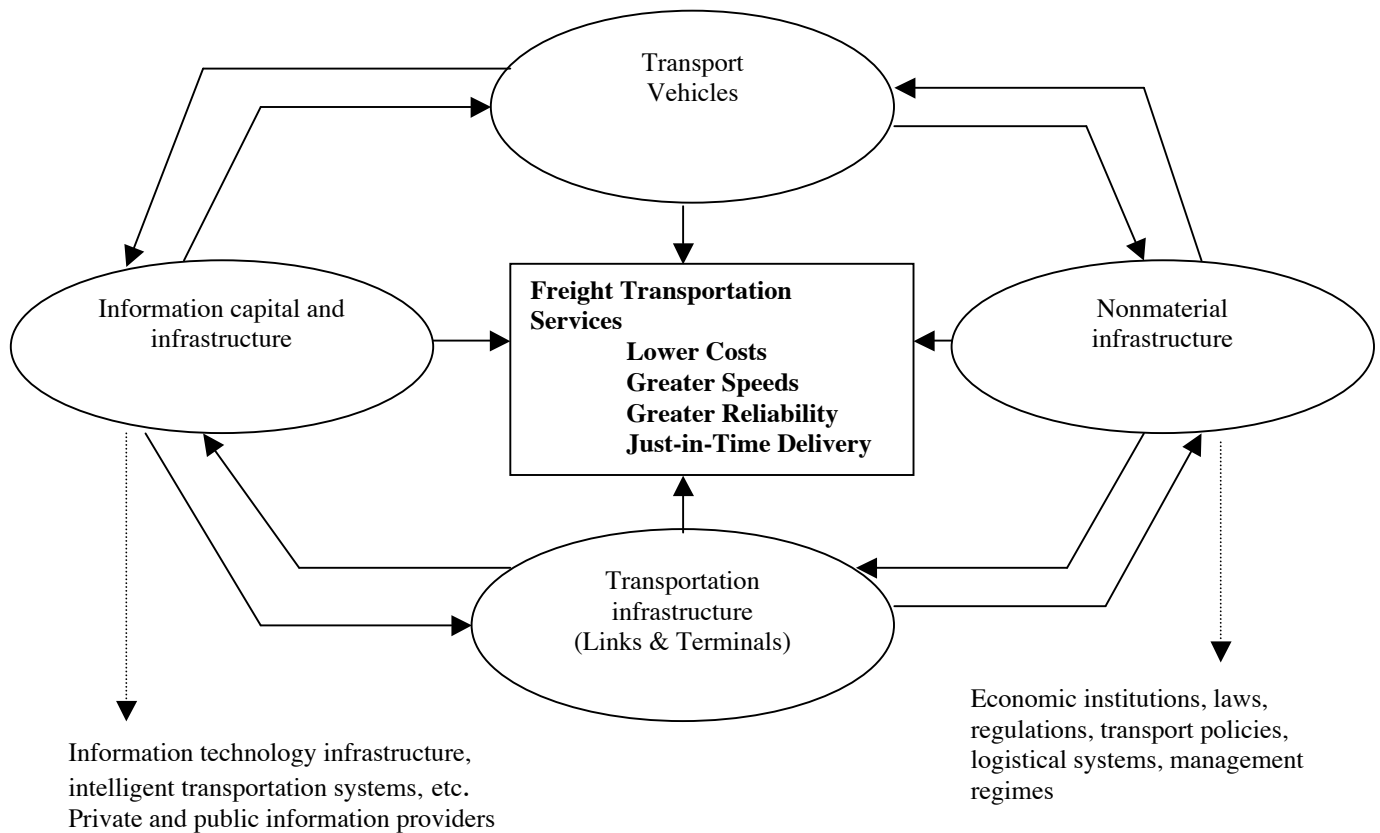 Transport
Vehicles
Information capital and
infrastructure
Freight Transportation
Services
Lower Costs
Greater Speeds
Greater Reliability
Just-in-Time Delivery
Nonmaterial
infrastructure
Transportation
infrastructure
(Links & Terminals)
Information technology infrastructure,
intelligent transportation systems, etc.
Private and public information providers
Economic institutions, laws,
regulations, transport policies,
logistical systems, management
regimes